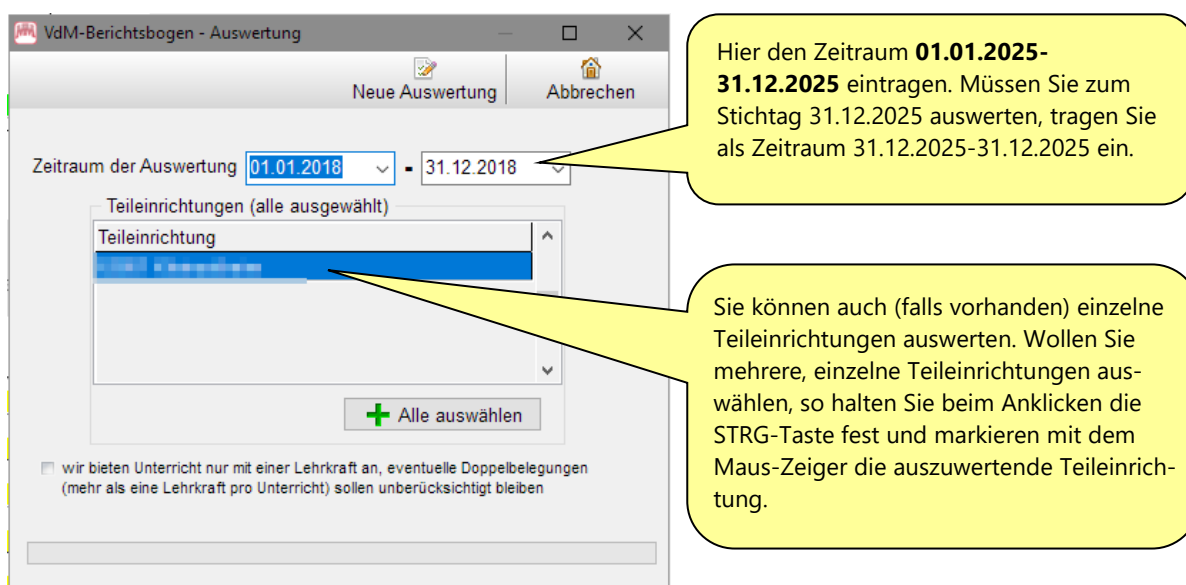 VdM-Berichtsbogen - Auswertung
Neue Auswertung
Abbrechen
Zeitraum der Auswertung 01.01.2018 - 31.12.2018
Teileinrichtungen (alle ausgewählt)
Teileinrichtung
Alle auswählen
wir bieten Unterricht nur mit einer Lehrkraft an, eventuelle Doppelbelegungen
(mehr als eine Lehrkraft pro Unterricht) sollen unberücksichtigt bleiben
Hier den Zeitraum 01.01.2025-
31.12.2025 eintragen. Müssen Sie zum
Stichtag 31.12.2025 auswerten, tragen Sie
als Zeitraum 31.12.2025-31.12.2025 ein.
Sie können auch (falls vorhanden) einzelne
Teileinrichtungen auswerten. Wollen Sie
mehrere, einzelne Teileinrichtungen aus-
wählen, so halten Sie beim Anklicken die
STRG-Taste fest und markieren mit dem
Maus-Zeiger die auszuwertende Teileinrich-
tung.